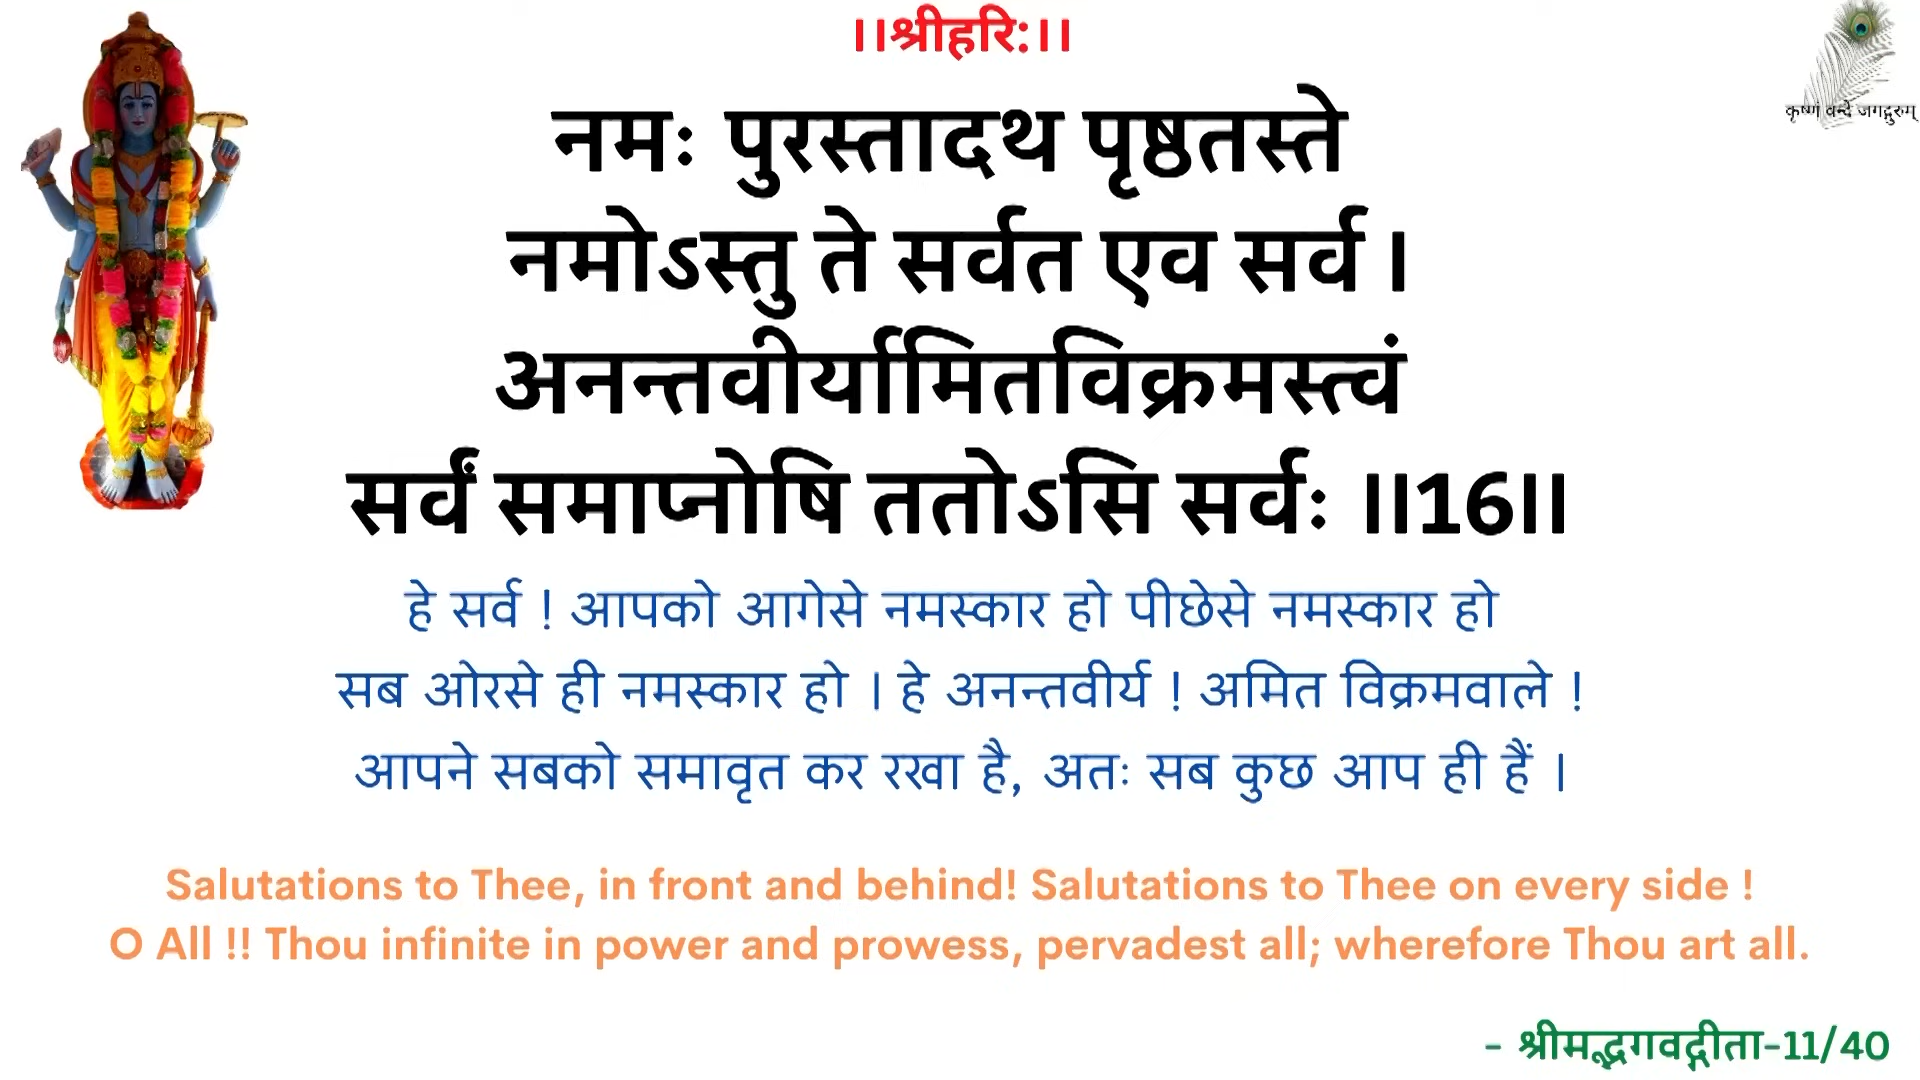 ।।श्रीहरि:।।
कृष्णं वन्दे जगद्गुरुम्
नमः पुरस्तादथ पृष्ठतस्ते
नमोऽस्तु ते सर्वत एव सर्व ।
अनन्तवीर्यामितविक्रमस्त्वं
सर्वं समाप्नोषि ततोऽसि सर्वः ।।16।।
हे सर्व ! आपको आगेसे नमस्कार हो पीछेसे नमस्कार हो
सब ओरसे ही नमस्कार हो । हे अनन्तवीर्य ! अमित विक्रमवाले !
आपने सबको समावृत कर रखा है, अतः सब कुछ आप ही हैं ।
Salutations to Thee, in front and behind! Salutations to Thee on every side !
O All !! Thou infinite in power and prowess, pervadest all; wherefore Thou art all.
- श्रीमद्भगवद्गीता-11/40